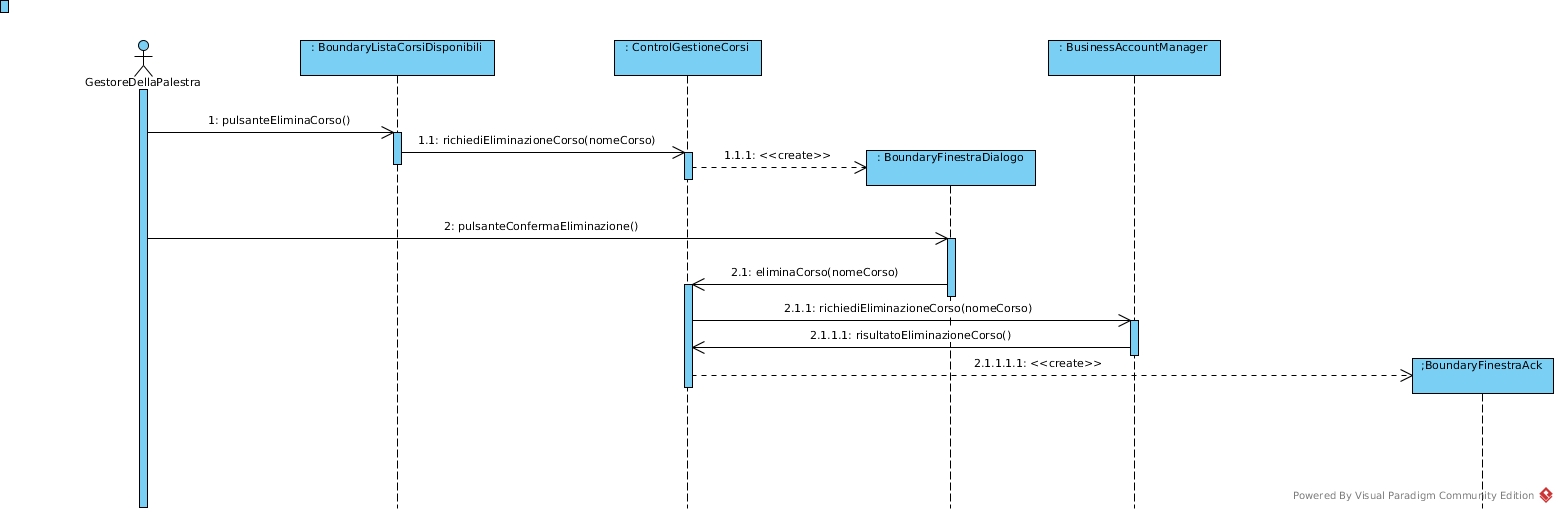 : BoundaryListaCorsiDisponibili
: ControlGestioneCorsi
: BusinessAccountManager
GestoreDellaPalestra
1: pulsanteEliminaCorso()
1.1: richiediEliminazioneCorso(nomeCorso)
1.1.1: <<create>>
: BoundaryFinestraDialogo
2: pulsanteConfermaEliminazione()
2.1: eliminaCorso(nomeCorso)
2.1.1: richiediEliminazioneCorso(nomeCorso)
2.1.1.1: risultatoEliminazioneCorso()
2.1.1.1.1: <<create>>
;BoundaryFinestraAck
Powered By Visual Paradigm Community Edition